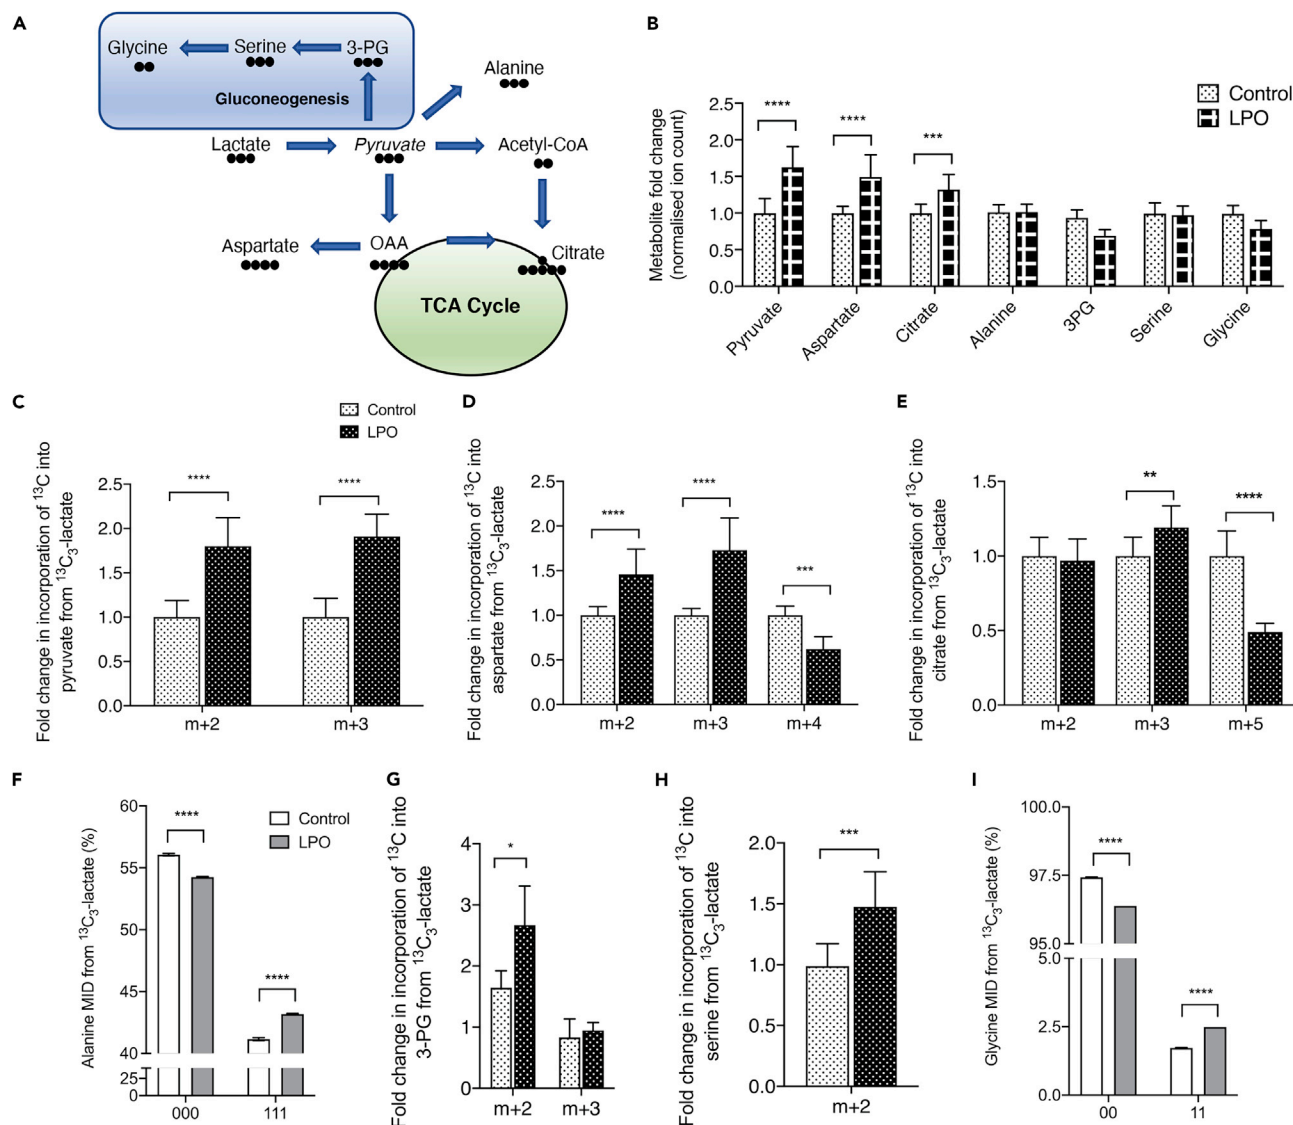 A
Glycine
Serine
3-PG
Gluconeogenesis
Alanine
Lactate
Pyruvate
Acetyl-CoA
Aspartate
OAA
Citrate
TCA Cycle
B
Metabolite fold change
(normalised ion count)
2.5
2.0
1.5
1.0
0.5
0.0
****
****
***
Control
LPO
Pyruvate
Aspartate
Citrate
Alanine
3PG
Serine
Glycine
C
Control
LPO
Fold change in incorporation of ¹³C into
pyruvate from ¹³C₃-lactate
2.5
2.0
1.5
1.0
0.5
0.0
****
****
m+2
m+3
D
Fold change in incorporation of ¹³C into
aspartate from ¹³C₃-lactate
2.5
2.0
1.5
1.0
0.5
0.0
****
****
***
m+2
m+3
m+4
E
Fold change in incorporation of ¹³C into
citrate from ¹³C₃-lactate
1.5
1.0
0.5
0.0
**
****
m+2
m+3
m+5
F
Alanine MID from ¹³C₃-lactate (%)
60
55
50
45
40
25
0
****
****
Control
LPO
000
111
G
Fold change in incorporation of ¹³C into
3-PG from ¹³C₃-lactate
4
3
2
1
0
*
m+2
m+3
H
Fold change in incorporation of ¹³C into
serine from ¹³C₃-lactate
2.0
1.5
1.0
0.5
0.0
***
m+2
I
Glycine MID from ¹³C₃-lactate (%)
100.0
97.5
95.0
5.0
2.5
0.0
****
****
00
11